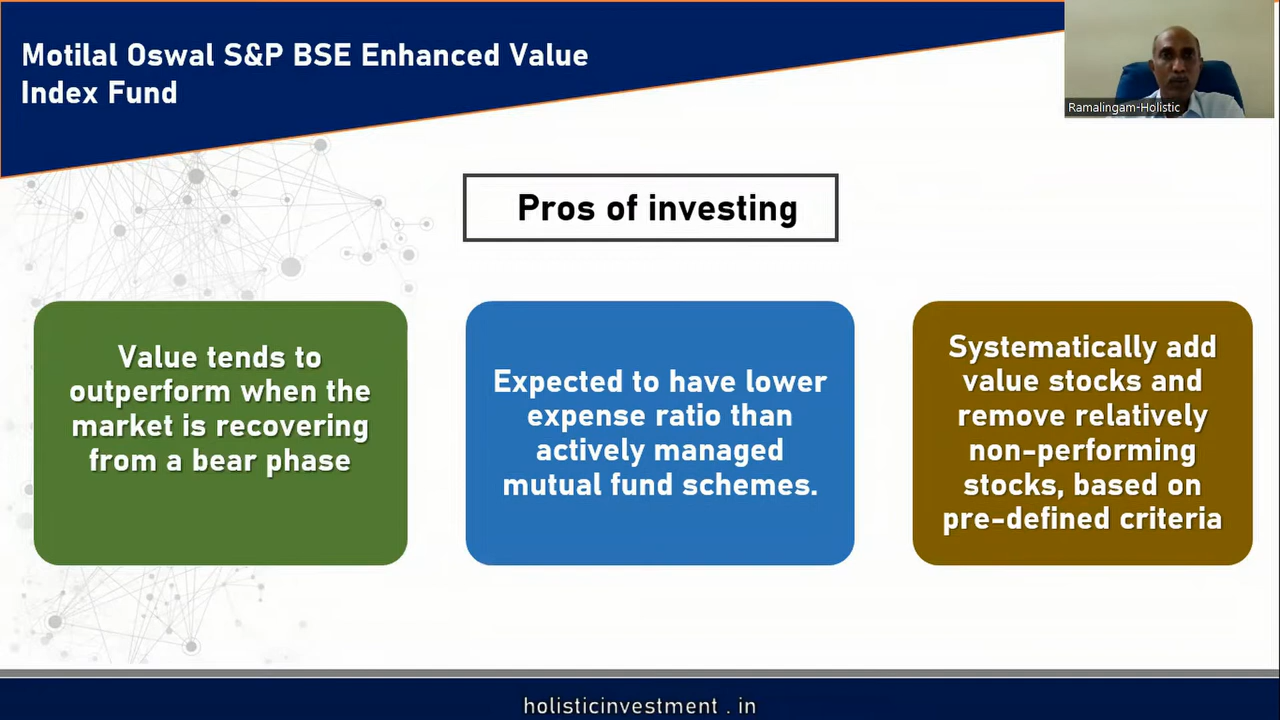 Motilal Oswal S&P BSE Enhanced Value
Index Fund
Ramalingam-Holistic
Pros of investing
Value tends to
outperform when the
market is recovering
from a bear phase
Expected to have lower
expense ratio than
actively managed
mutual fund schemes.
Systematically add
value stocks and
remove relatively
non-performing
stocks, based on
pre-defined criteria
holisticinvestment . in